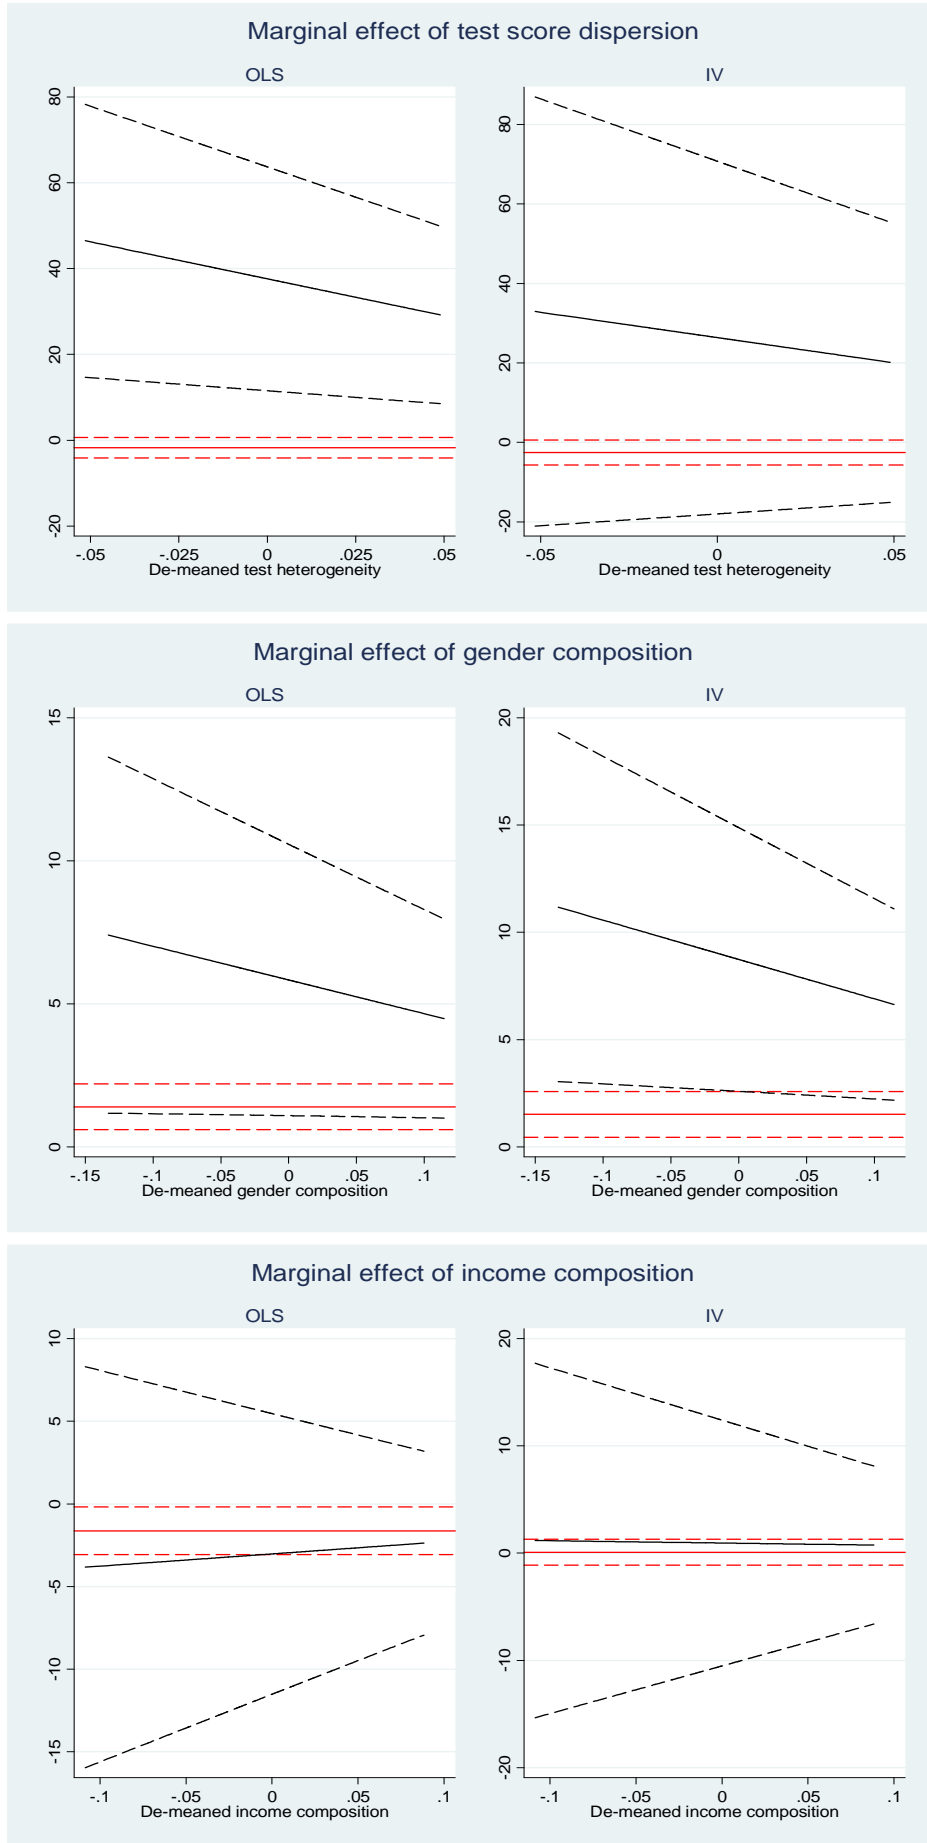 Marginal effect of test score dispersion
OLS IV
80
60
40
20
0
-20
-.05 -.025 0 .025 .05
De-meaned test heterogeneity
80
60
40
20
0
-20
-.05 0 .05
De-meaned test heterogeneity
Marginal effect of gender composition
OLS IV
15
10
5
0
-.15 -.1 -.05 0 .05 .1
De-meaned gender composition
20
15
10
5
0
-.15 -.1 -.05 0 .05 .1
De-meaned gender composition
Marginal effect of income composition
OLS IV
10
5
0
-5
-10
-15
-.1 -.05 0 .05 .1
De-meaned income composition
20
10
0
-10
-20
-.1 -.05 0 .05 .1
De-meaned income composition